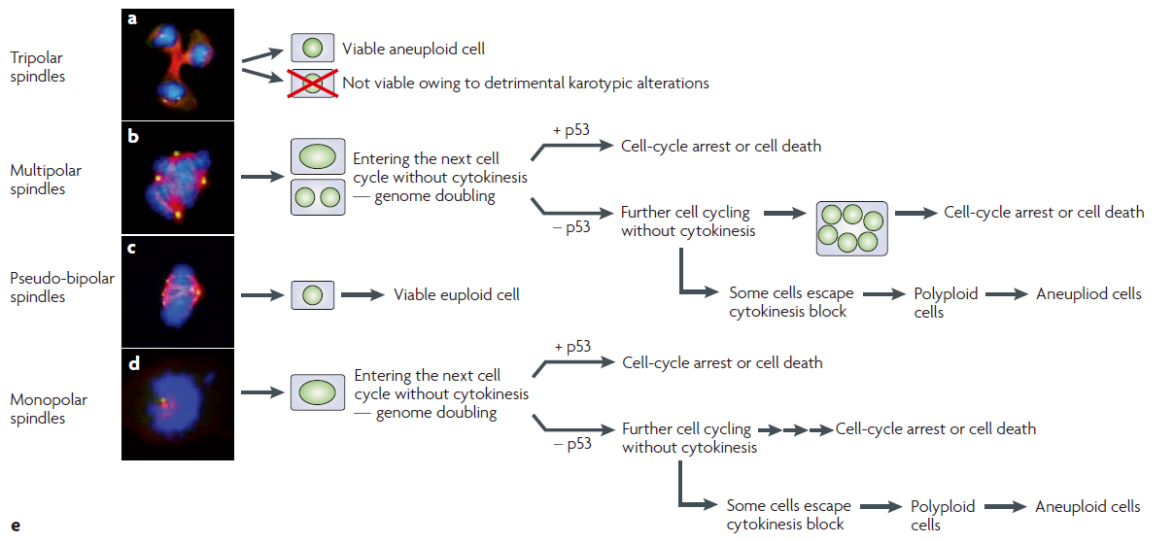 a
Tripolar
spindles
Viable aneuploid cell
Not viable owing to detrimental karotypic alterations
b
Multipolar
spindles
Entering the next cell
cycle without cytokinesis
— genome doubling
+ p53
Cell-cycle arrest or cell death
– p53
Further cell cycling
without cytokinesis
Cell-cycle arrest or cell death
Some cells escape
cytokinesis block
Polyploid
cells
Aneupliod cells
c
Pseudo-bipolar
spindles
Viable euploid cell
d
Monopolar
spindles
Entering the next cell
cycle without cytokinesis
— genome doubling
+ p53
Cell-cycle arrest or cell death
– p53
Further cell cycling
without cytokinesis
Cell-cycle arrest or cell death
Some cells escape
cytokinesis block
Polyploid
cells
Aneuploid cells
e